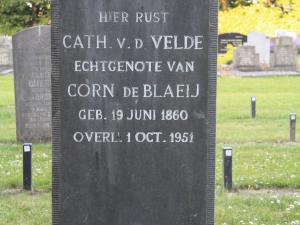 HIER RUST
CATH. v. d VELDE
ECHTGENOTE VAN
CORN DE BLAEIJ
GEB. 19 JUNI 1860
OVERL. 1 OCT. 1951